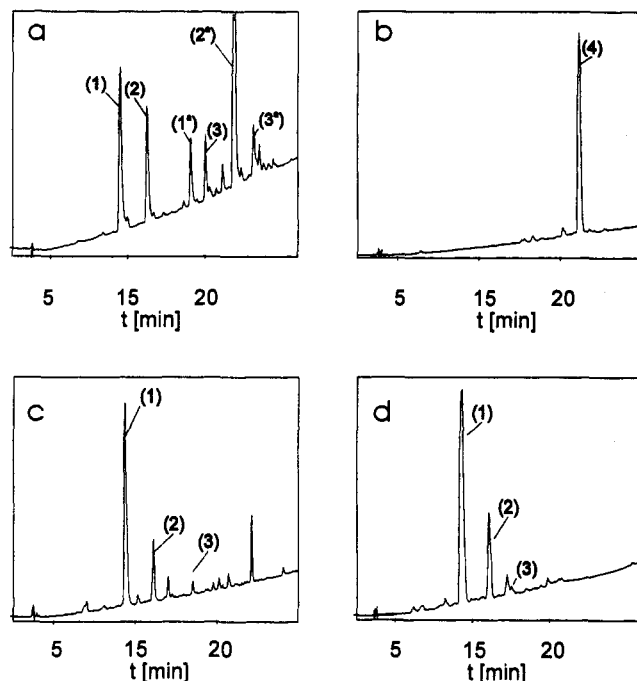 a
(1)
(2)
(1*)
(3)
(2*)
(3*)
5 15 20
t [min]
b
(4)
5 15 20
t [min]
c
(1)
(2)
(3)
5 15 20
t [min]
d
(1)
(2)
(3)
5 15 20
t [min]